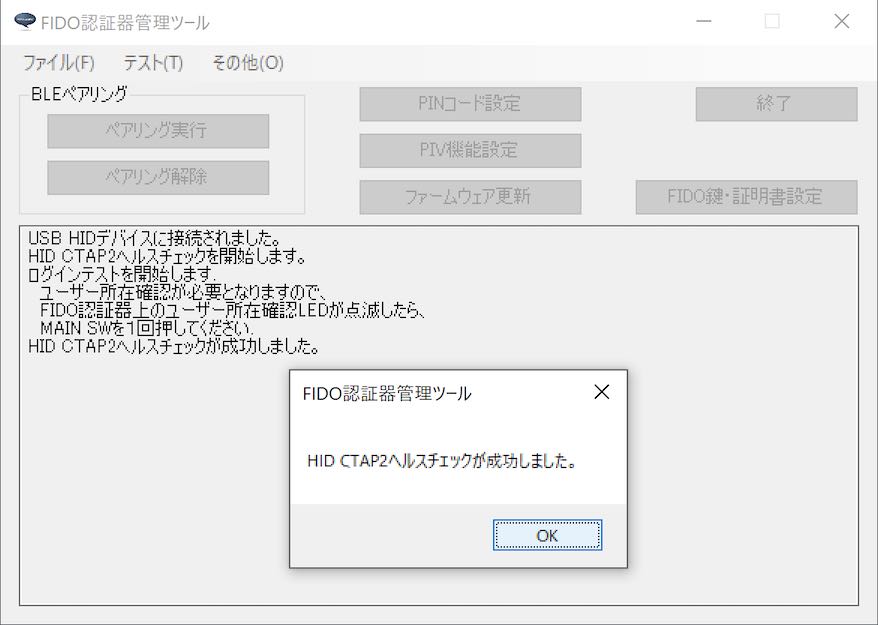 FIDO認証器管理ツール
ファイル(F) テスト(T) その他(O)
BLEペアリング
ペアリング実行
ペアリング解除
PINコード設定
PIV機能設定
ファームウェア更新
終了
FIDO鍵・証明書設定
USB HIDデバイスに接続されました。
HID CTAP2ヘルスチェックを開始します。
ログインテストを開始します.
ユーザー所在確認が必要となりますので、
FIDO認証器上のユーザー所在確認LEDが点滅したら、
MAIN SWを1回押してください.
HID CTAP2ヘルスチェックが成功しました。
FIDO認証器管理ツール
HID CTAP2ヘルスチェックが成功しました。
OK